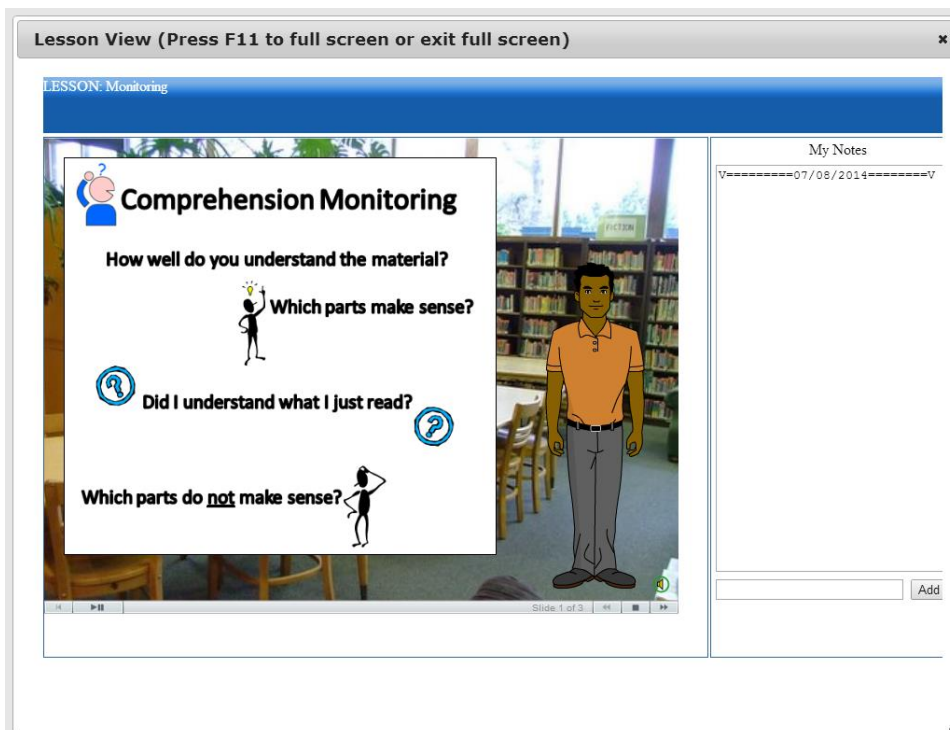 Lesson View (Press F11 to full screen or exit full screen)
LESSON: Monitoring
Comprehension Monitoring
How well do you understand the material?
Which parts make sense?
Did I understand what I just read?
Which parts do not make sense?
FICTION
Slide 1 of 3
My Notes
V=========07/08/2014========V
Add